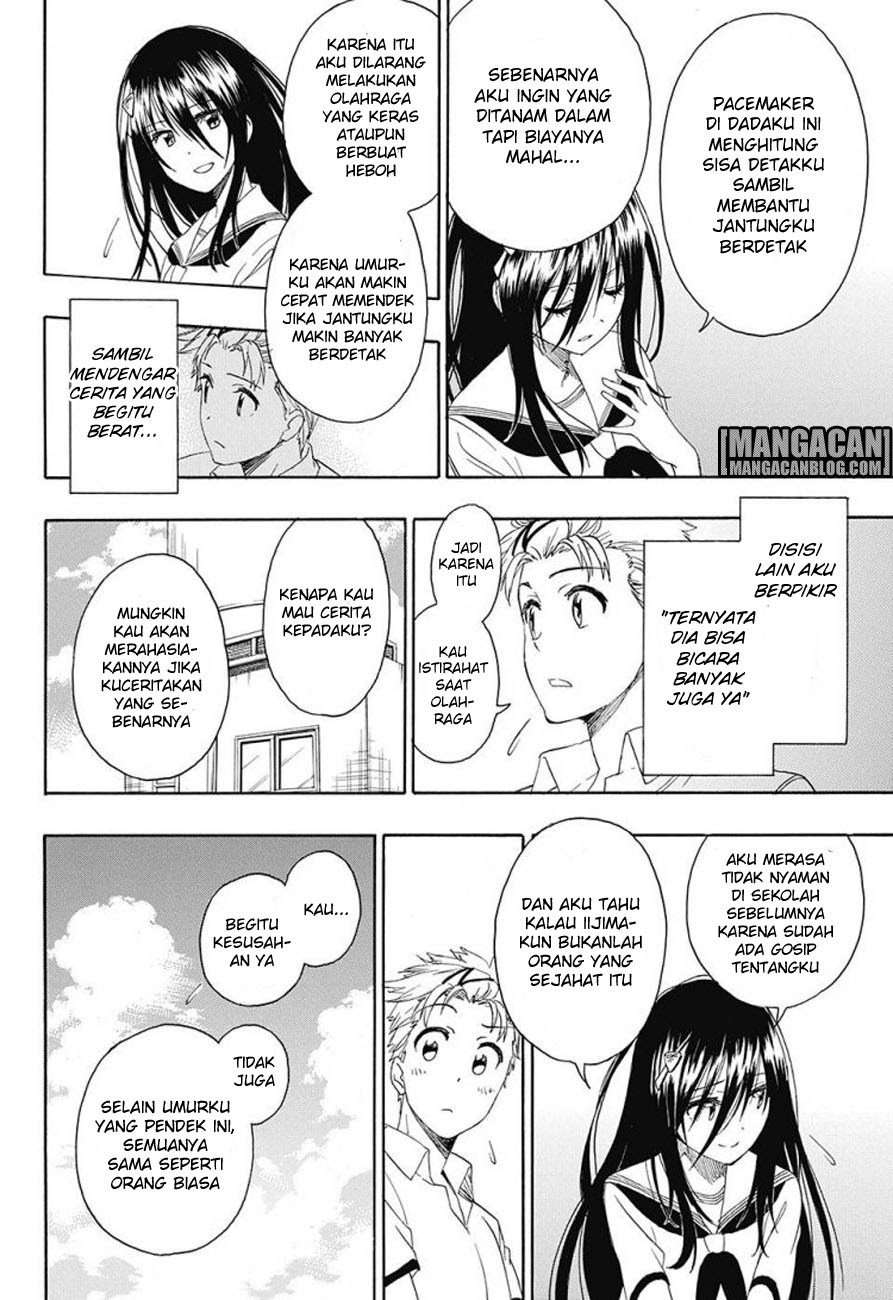 PACEMAKER
DI DADAKU INI
MENGHITUNG
SISA DETAKKU
SAMBIL
MEMBANTU
JANTUNGKU
BERDETAK
SEBENARNYA
AKU INGIN YANG
DITANAM DALAM
TAPI BIAYANYA
MAHAL...
KARENA ITU
AKU DILARANG
MELAKUKAN
OLAHRAGA
YANG KERAS
ATAUPUN
BERBUAT
HEBOH
KARENA UMUR-
KU AKAN MAKIN
CEPAT MEMENDEK
JIKA JANTUNGKU
MAKIN BANYAK
BERDETAK
SAMBIL
MENDENGAR
CERITA YANG
BEGITU
BERAT...
[MANGACAN]
MANGACANBLOG.COM
DISISI
LAIN AKU
BERPIKIR
"TERNYATA
DIA BISA
BICARA
BANYAK
JUGA YA"
JADI
KARENA
ITU
KAU
ISTIRAHAT
SAAT
OLAH-
RAGA
KENAPA KAU
MAU CERITA
KEPADAKU?
MUNGKIN
KAU AKAN
MERAHASIA-
KANNYA JIKA
KUCERITAKAN
YANG SE-
BENARNYA
AKU MERASA
TIDAK NYAMAN
DI SEKOLAH
SEBELUMNYA
KARENA SUDAH
ADA GOSIP
TENTANGKU
DAN AKU TAHU
KALAU IIJIMA-
KUN BUKANLAH
ORANG YANG
SEJAHAT ITU
KAU...
BEGITU
KESUSAH-
AN YA
TIDAK
JUGA
SELAIN UMURKU
YANG PENDEK INI,
SEMUANYA
SAMA SEPERTI
ORANG BIASA